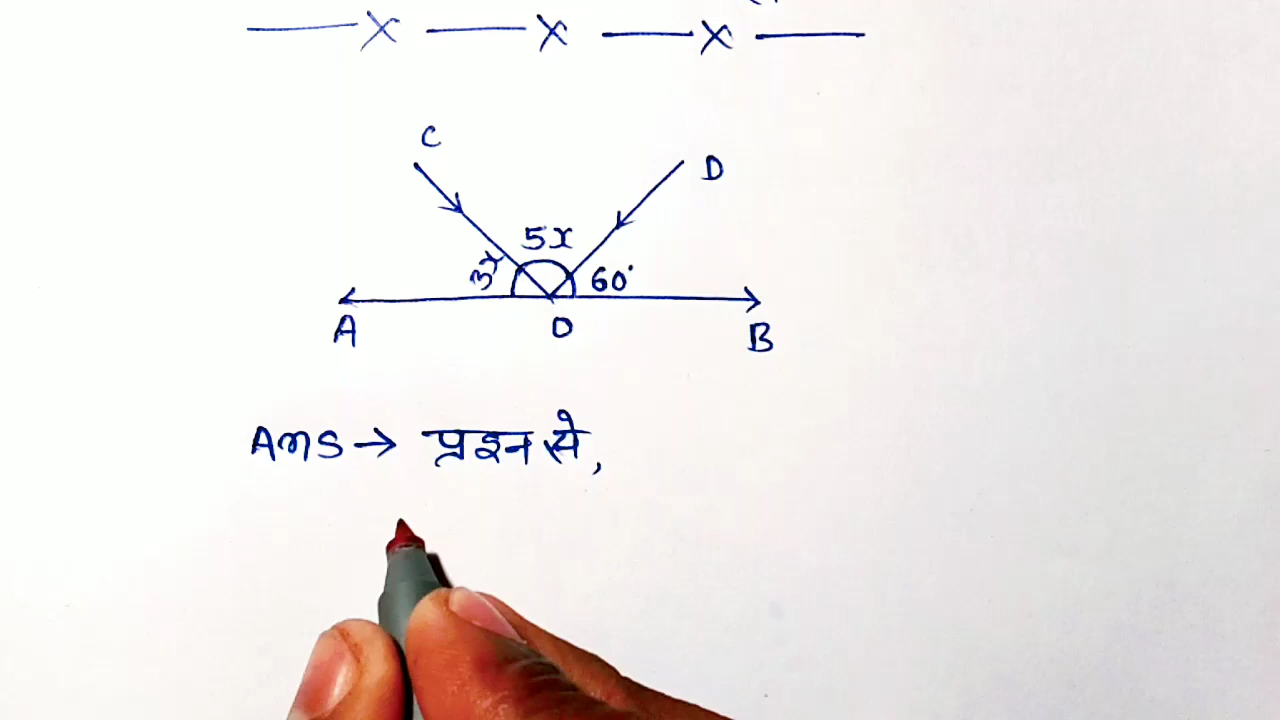 — X — X — X —
C
D
5x
3x 60°
A O B
Ans → प्रश्न से,